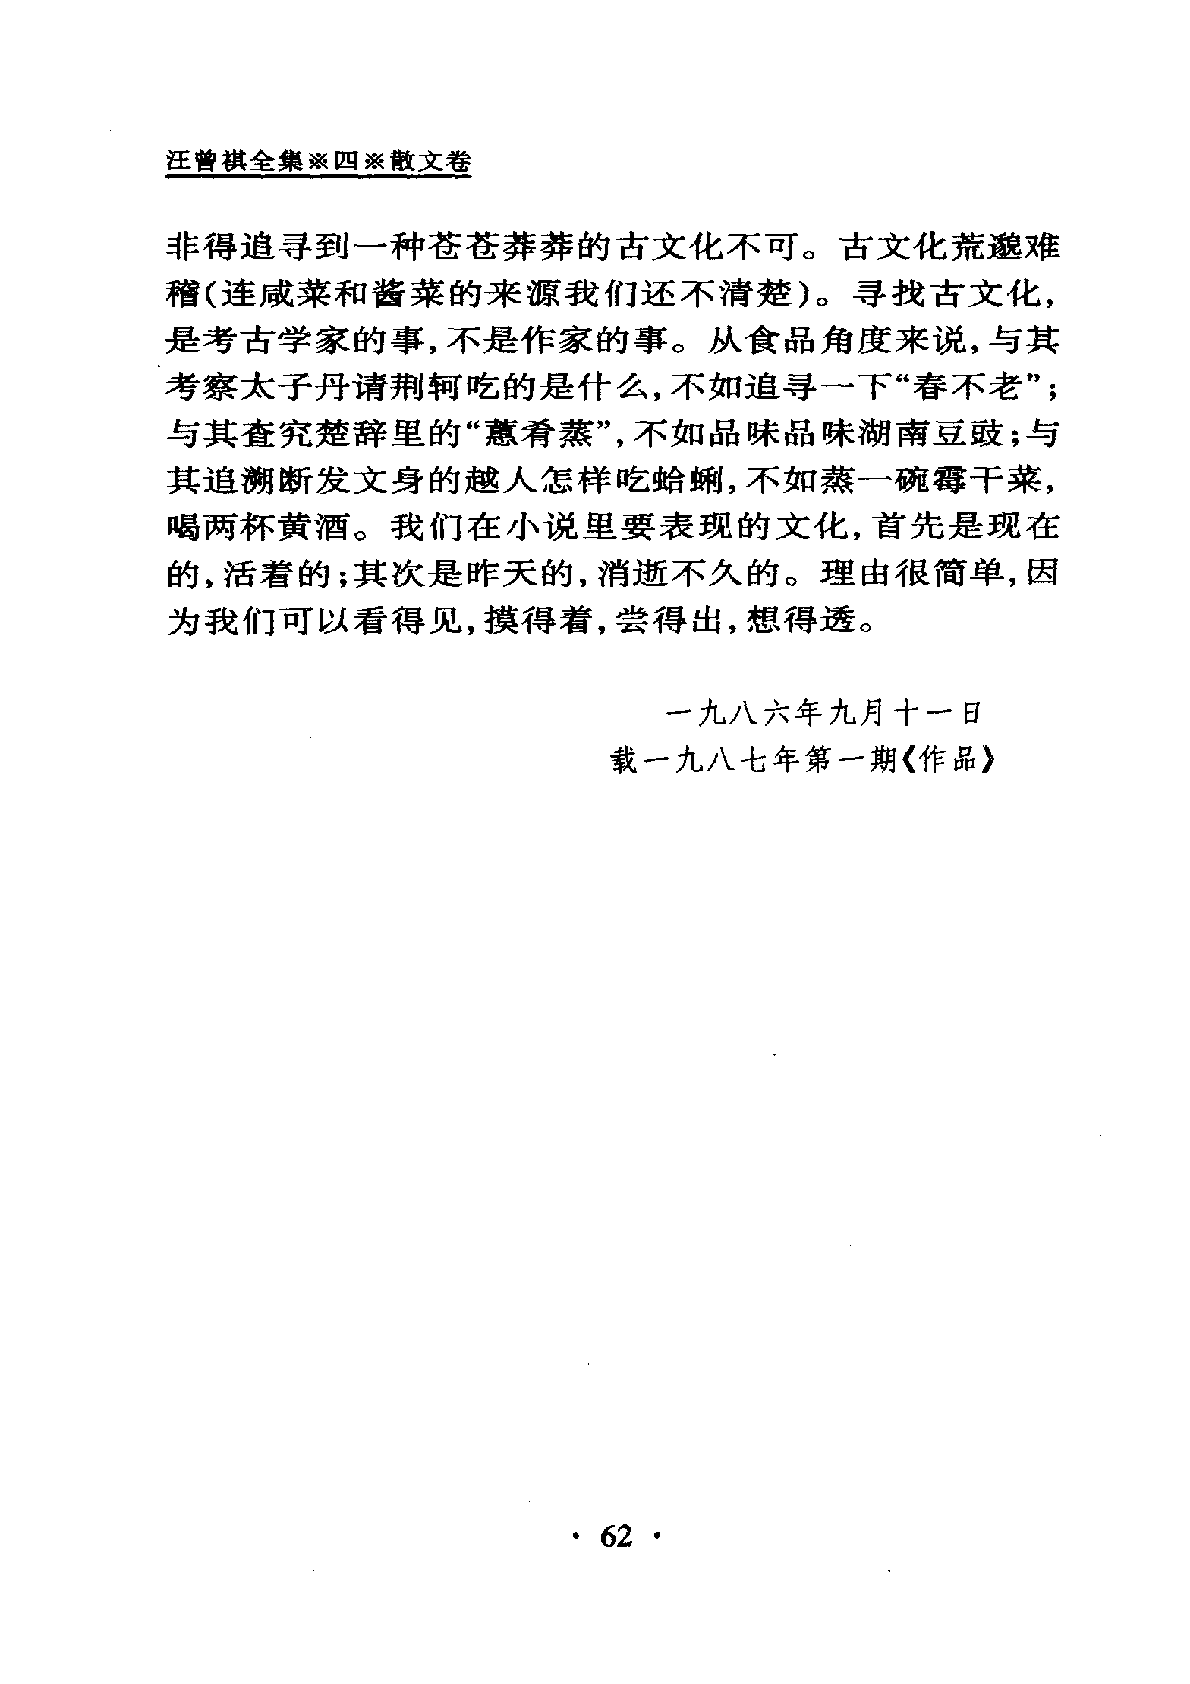 汪曾祺全集※四※散文卷
非得追寻到一种苍苍莽莽的古文化不可。古文化荒邈难
稽(连咸菜和酱菜的来源我们还不清楚)。寻找古文化,
是考古学家的事,不是作家的事。从食品角度来说,与其
考察太子丹请荆轲吃的是什么,不如追寻一下“春不老”;
与其查究楚辞里的“蕙肴蒸”,不如品味品味湖南豆豉;与
其追溯断发文身的越人怎样吃蛤蜊,不如蒸一碗霉干菜,
喝两杯黄酒。我们在小说里要表现的文化,首先是现在
的,活着的;其次是昨天的,消逝不久的。理由很简单,因
为我们可以看得见,摸得着,尝得出,想得透。
一九八六年九月十一日
载一九八七年第一期《作品》
· 62 ·